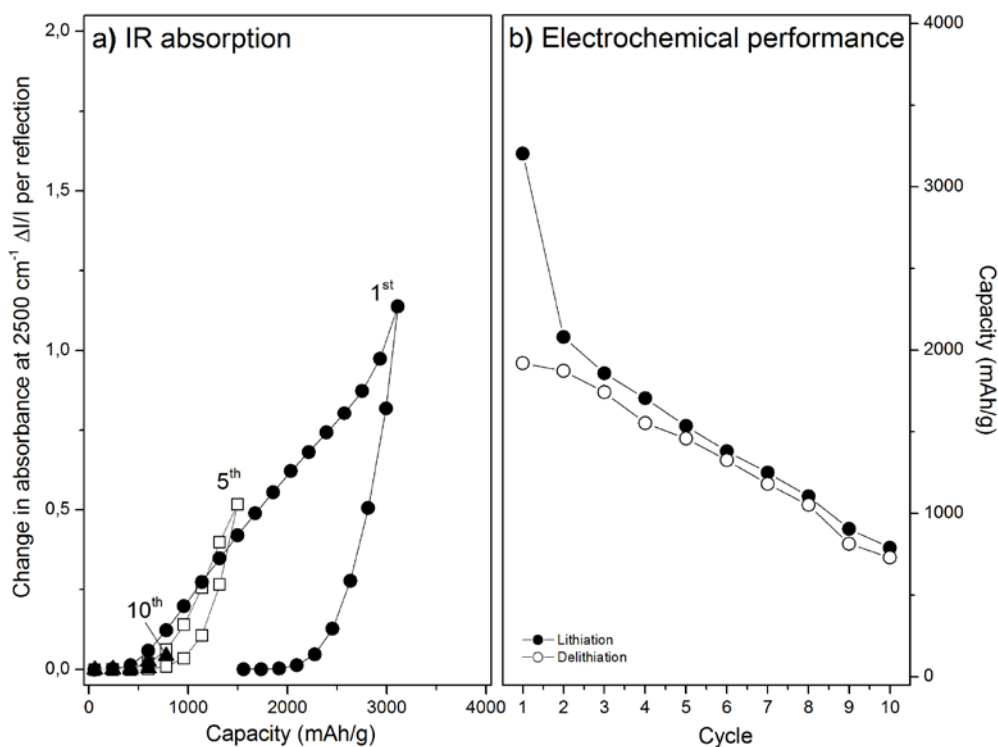 a) IR absorption
2,0
1,5
1,0
0,5
0,0
Change in absorbance at 2500 cm⁻¹ ΔI/I per reflection
1ˢᵗ
5ᵗʰ
10ᵗʰ
0 1000 2000 3000 4000
Capacity (mAh/g)
b) Electrochemical performance
4000
3000
2000
1000
0
Capacity (mAh/g)
Lithiation
Delithiation
1 2 3 4 5 6 7 8 9 10
Cycle